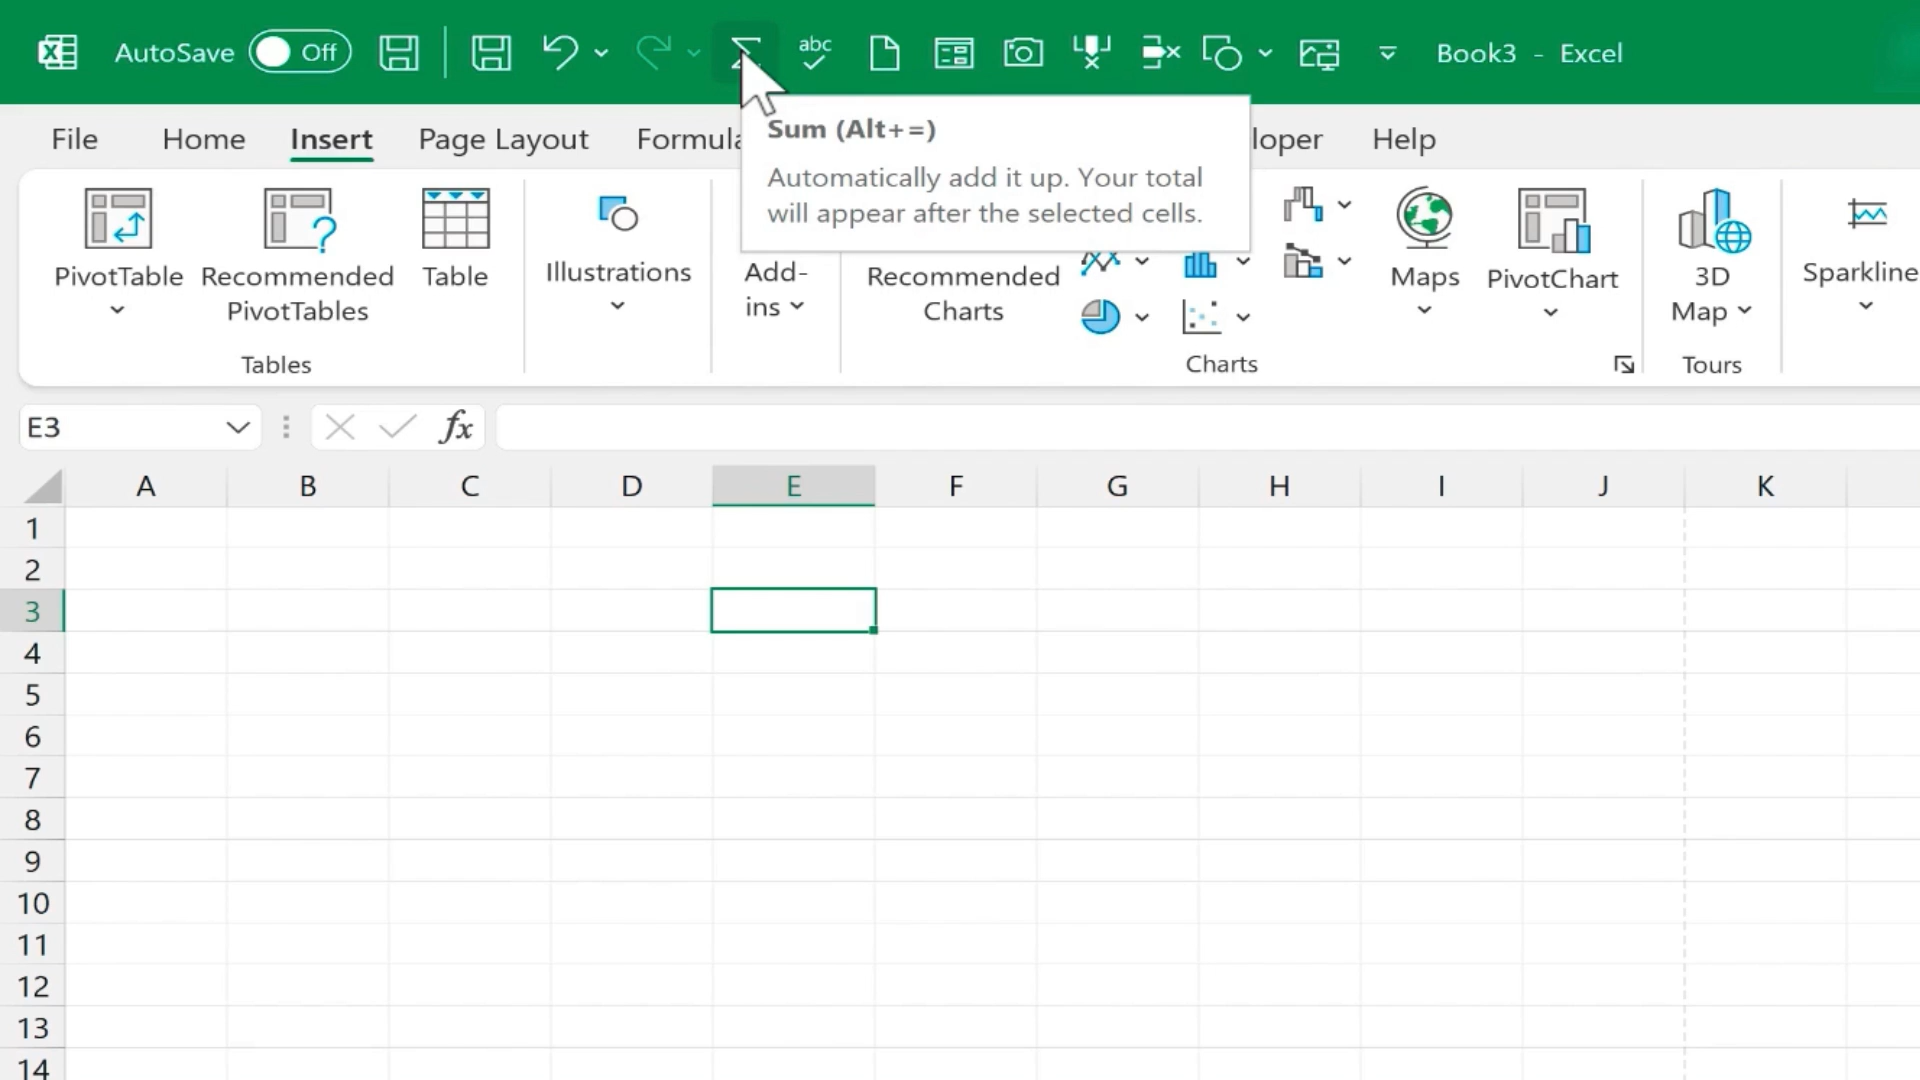 AutoSave Off abc Book3 - Excel
File Home Insert Page Layout Formula loper Help
Sum (Alt+=)
Automatically add it up. Your total
will appear after the selected cells.
PivotTable
Recommended
PivotTables
Table
Tables
Illustrations
Add-
ins
Recommended
Charts
Maps
PivotChart
Charts
3D
Map
Tours
Sparkline
E3 fx
A B C D E F G H I J K
1
2
3
4
5
6
7
8
9
10
11
12
13
14